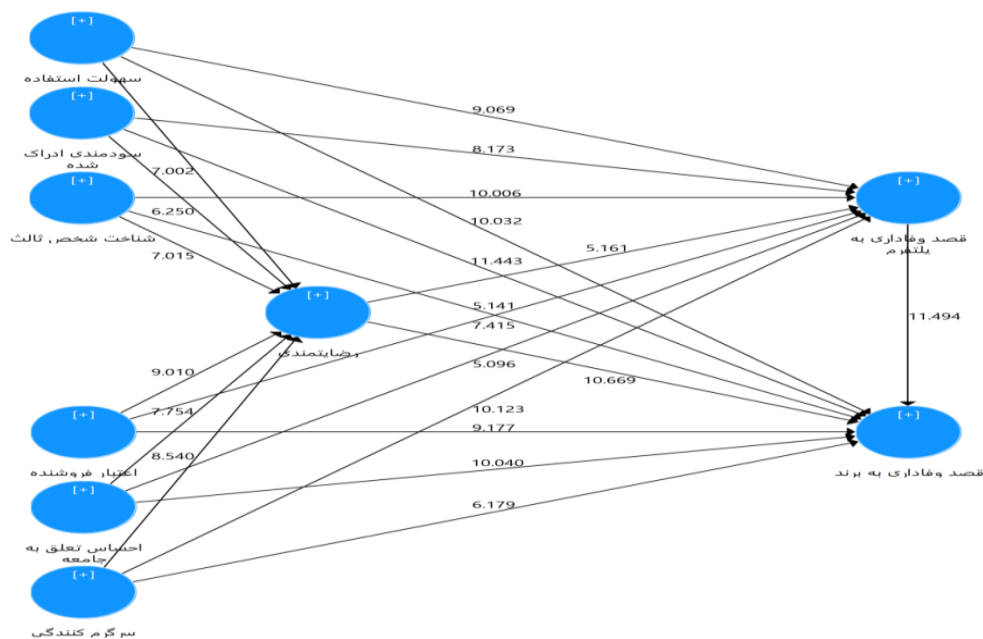 [+]
سهولت استفاده
[+]
سودمندی ادراک
شده
[+]
شناخت شخص ثالث
[+]
رضایتمندی
[+]
اعتبار فروشنده
[+]
احساس تعلق به
جامعه
[+]
سرگرم کنندگی
[+]
قصد وفاداری به
پلتفرم
[+]
قصد وفاداری به برند
9.069
8.173
7.002
10.006
6.250
10.032
7.015
5.161
11.443
5.141
11.494
7.415
5.096
9.010
10.669
7.754
10.123
9.177
8.540
10.040
6.179